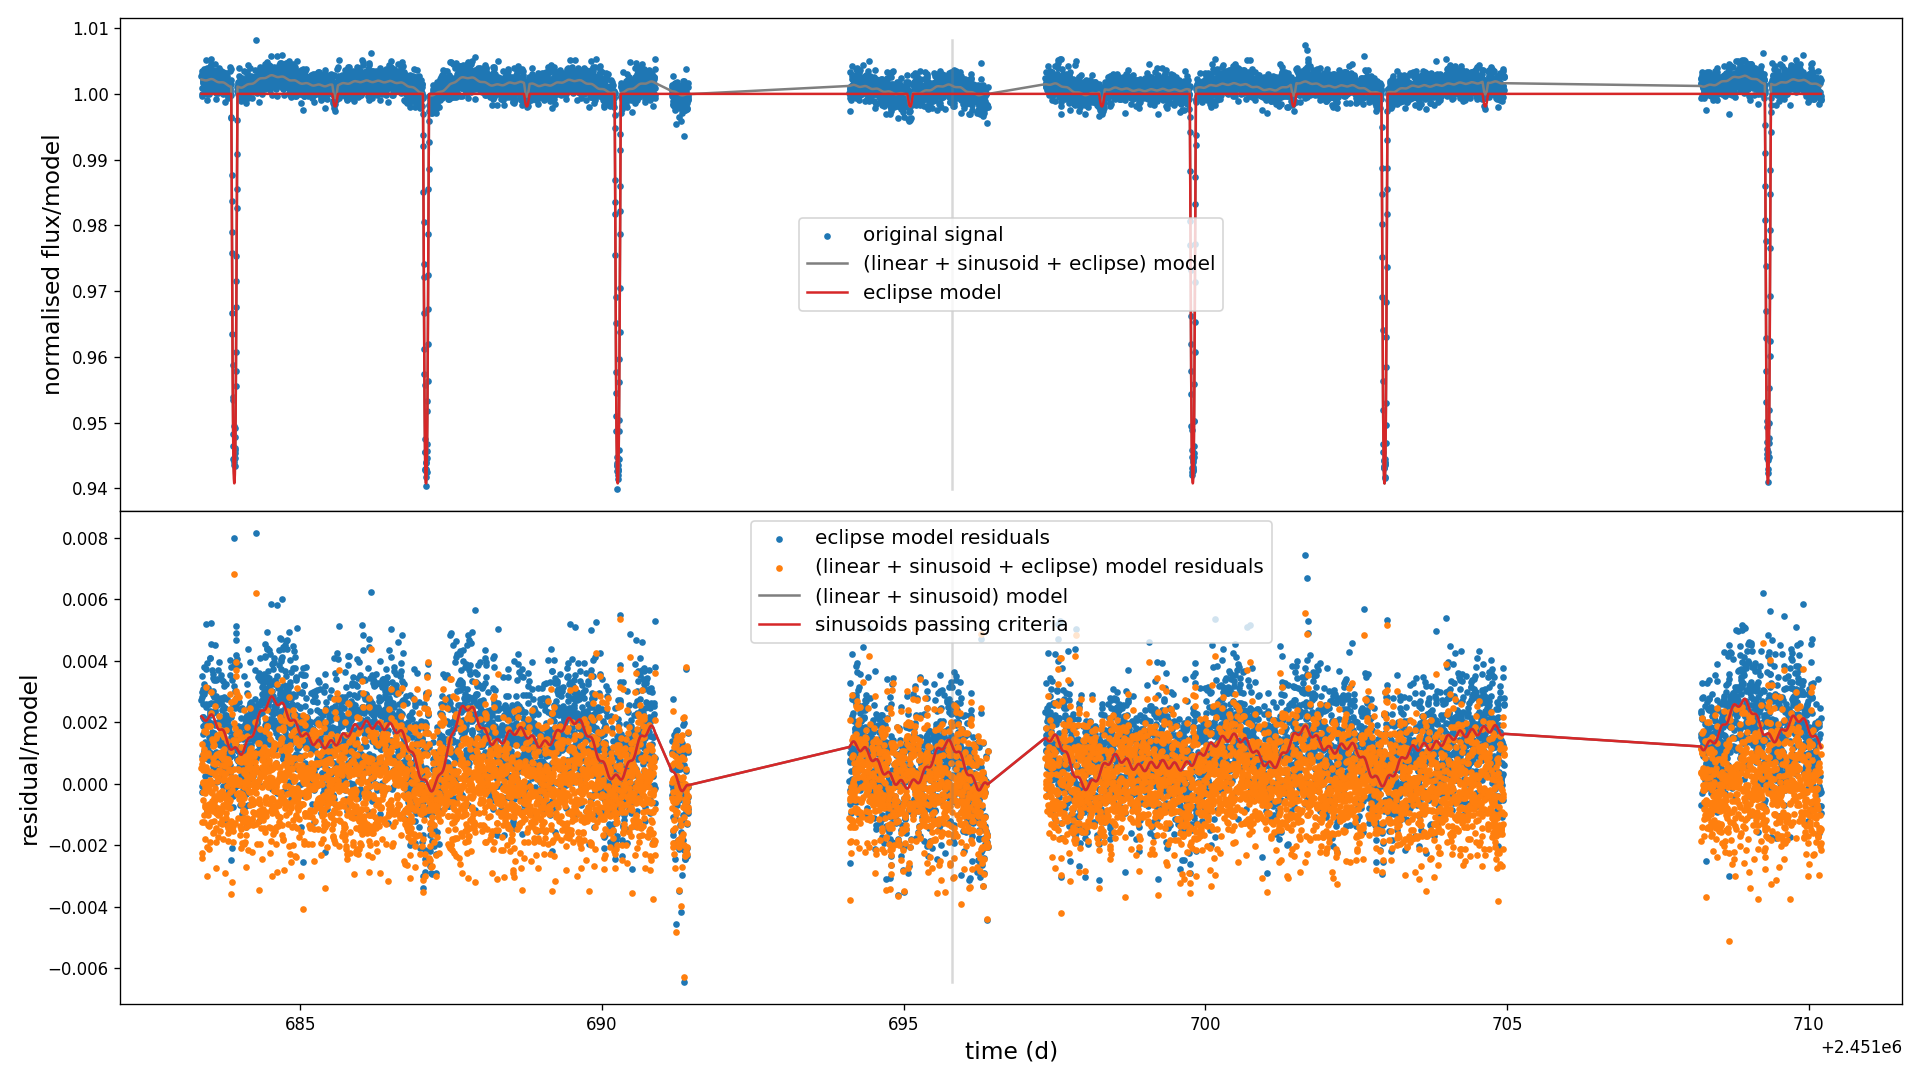 normalised flux/model
1.01
1.00
0.99
0.98
0.97
0.96
0.95
0.94
original signal
(linear + sinusoid + eclipse) model
eclipse model
residual/model
0.008
0.006
0.004
0.002
0.000
−0.002
−0.004
−0.006
eclipse model residuals
(linear + sinusoid + eclipse) model residuals
(linear + sinusoid) model
sinusoids passing criteria
685
690
695
700
705
710
time (d)
+2.451e6